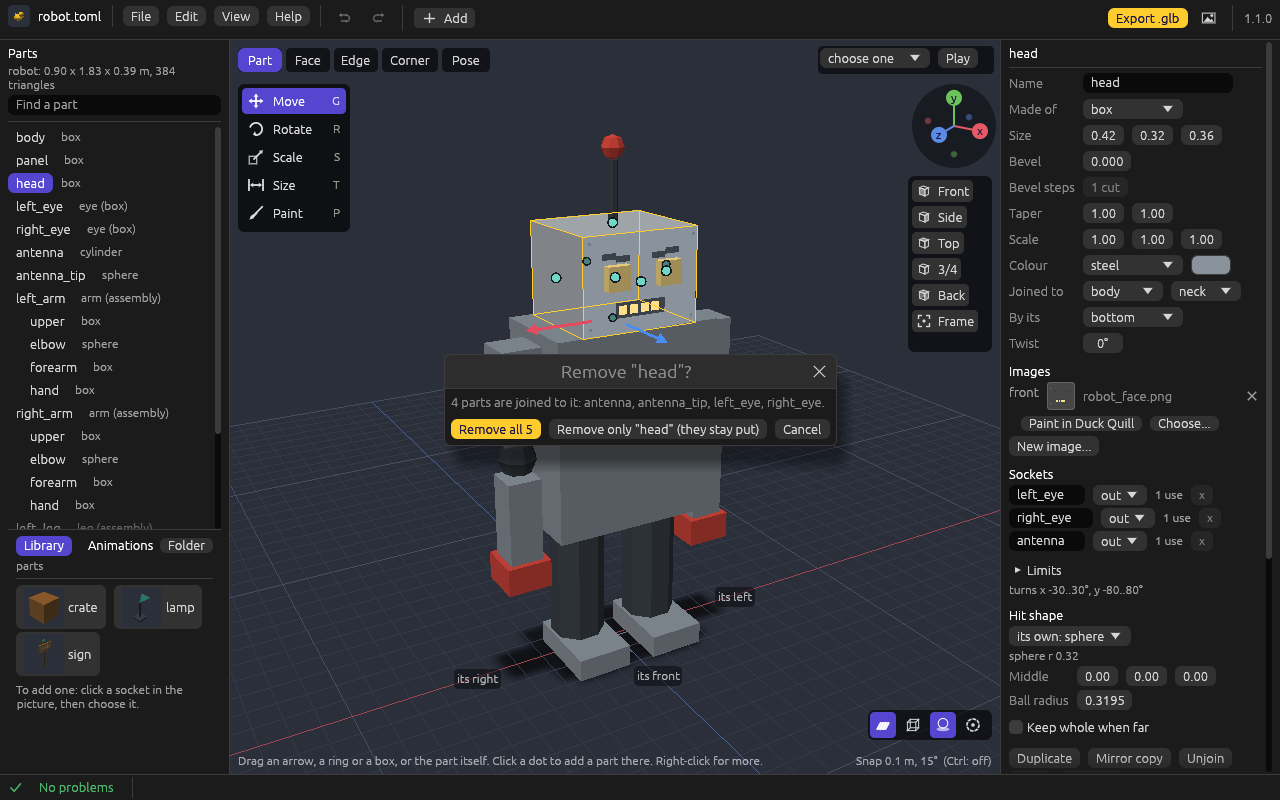 robot.toml File Edit View Help + Add Export .glb 1.1.0
Parts
robot: 0.90 x 1.83 x 0.39 m, 384
triangles
Find a part
body box
panel box
head box
left_eye eye (box)
right_eye eye (box)
antenna cylinder
antenna_tip sphere
left_arm arm (assembly)
upper box
elbow sphere
forearm box
hand box
right_arm arm (assembly)
upper box
elbow sphere
forearm box
hand box
left_leg leg (assembly)
Library Animations Folder
parts
crate lamp
sign
To add one: click a socket in the
picture, then choose it.
No problems
Part Face Edge Corner Pose
Move G
Rotate R
Scale S
Size T
Paint P
choose one Play
y
z x
Front
Side
Top
3/4
Back
Frame
Remove "head"?
4 parts are joined to it: antenna, antenna_tip, left_eye, right_eye.
Remove all 5 Remove only "head" (they stay put) Cancel
its left
its right its front
Drag an arrow, a ring or a box, or the part itself. Click a dot to add a part there. Right-click for more.
Snap 0.1 m, 15° (Ctrl: off)
head
Name head
Made of box
Size 0.42 0.32 0.36
Bevel 0.000
Bevel steps 1 cut
Taper 1.00 1.00
Scale 1.00 1.00 1.00
Colour steel
Joined to body neck
By its bottom
Twist 0°
Images
front robot_face.png
Paint in Duck Quill Choose...
New image...
Sockets
left_eye out 1 use x
right_eye out 1 use x
antenna out 1 use x
Limits
turns x -30..30°, y -80..80°
Hit shape
its own: sphere
sphere r 0.32
Middle 0.00 0.00 0.00
Ball radius 0.3195
Keep whole when far
Duplicate Mirror copy Unjoin